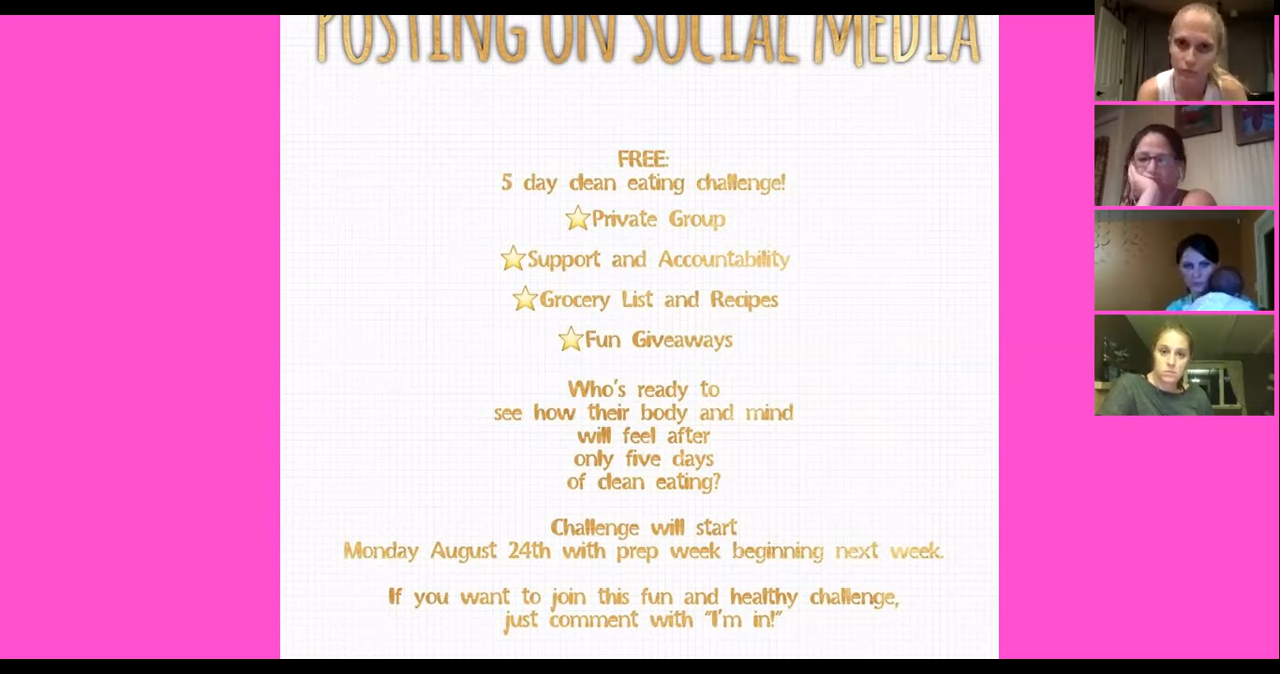 POSTING ON SOCIAL MEDIA
FREE:
5 day clean eating challenge!
⭐Private Group
⭐Support and Accountability
⭐Grocery List and Recipes
⭐Fun Giveaways
Who's ready to
see how their body and mind
will feel after
only five days
of clean eating?
Challenge will start
Monday August 24th with prep week beginning next week.
If you want to join this fun and healthy challenge,
just comment with "I'm in!"